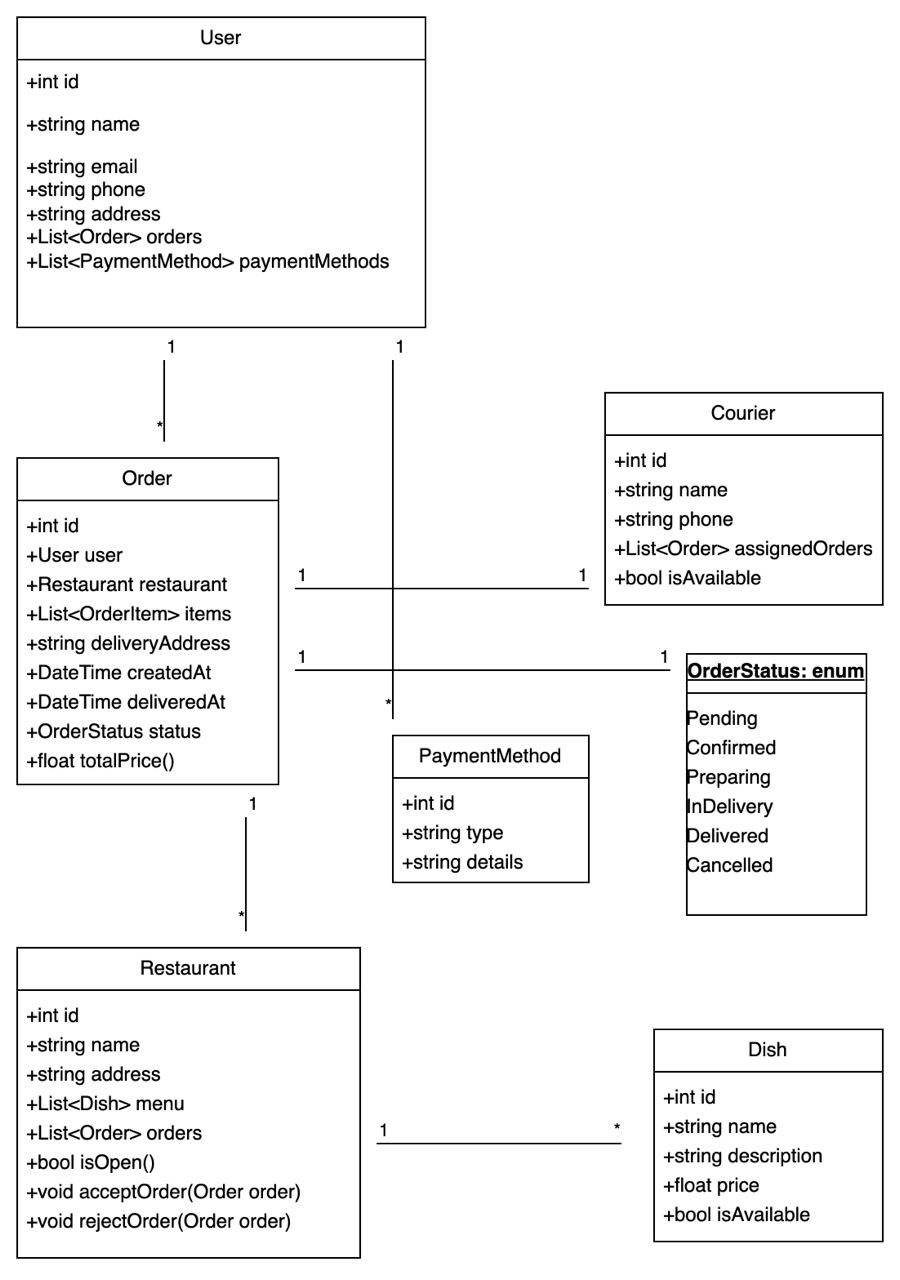 User
+int id
+string name
+string email
+string phone
+string address
+List<Order> orders
+List<PaymentMethod> paymentMethods
1
1
*
Courier
+int id
+string name
+string phone
+List<Order> assignedOrders
+bool isAvailable
Order
+int id
+User user
+Restaurant restaurant
+List<OrderItem> items
+string deliveryAddress
+DateTime createdAt
+DateTime deliveredAt
+OrderStatus status
+float totalPrice()
1
1
1
1
*
OrderStatus: enum
Pending
Confirmed
Preparing
InDelivery
Delivered
Cancelled
PaymentMethod
+int id
+string type
+string details
1
*
Restaurant
+int id
+string name
+string address
+List<Dish> menu
+List<Order> orders
+bool isOpen()
+void acceptOrder(Order order)
+void rejectOrder(Order order)
1
*
Dish
+int id
+string name
+string description
+float price
+bool isAvailable